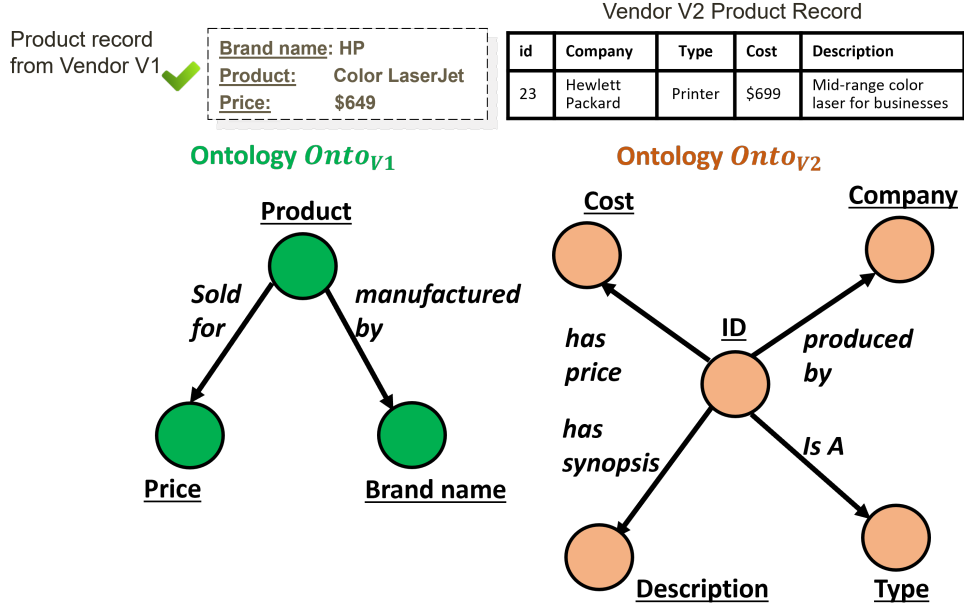 Vendor V2 Product Record
Product record
from Vendor V1
Brand name: HP
Product: Color LaserJet
Price: $649
id Company Type Cost Description
23 Hewlett Packard Printer $699 Mid-range color laser for businesses
Ontology Onto_V1
Ontology Onto_V2
Product
Sold
for
manufactured
by
Price
Brand name
Cost
Company
ID
has
price
produced
by
has
synopsis
Is A
Description
Type